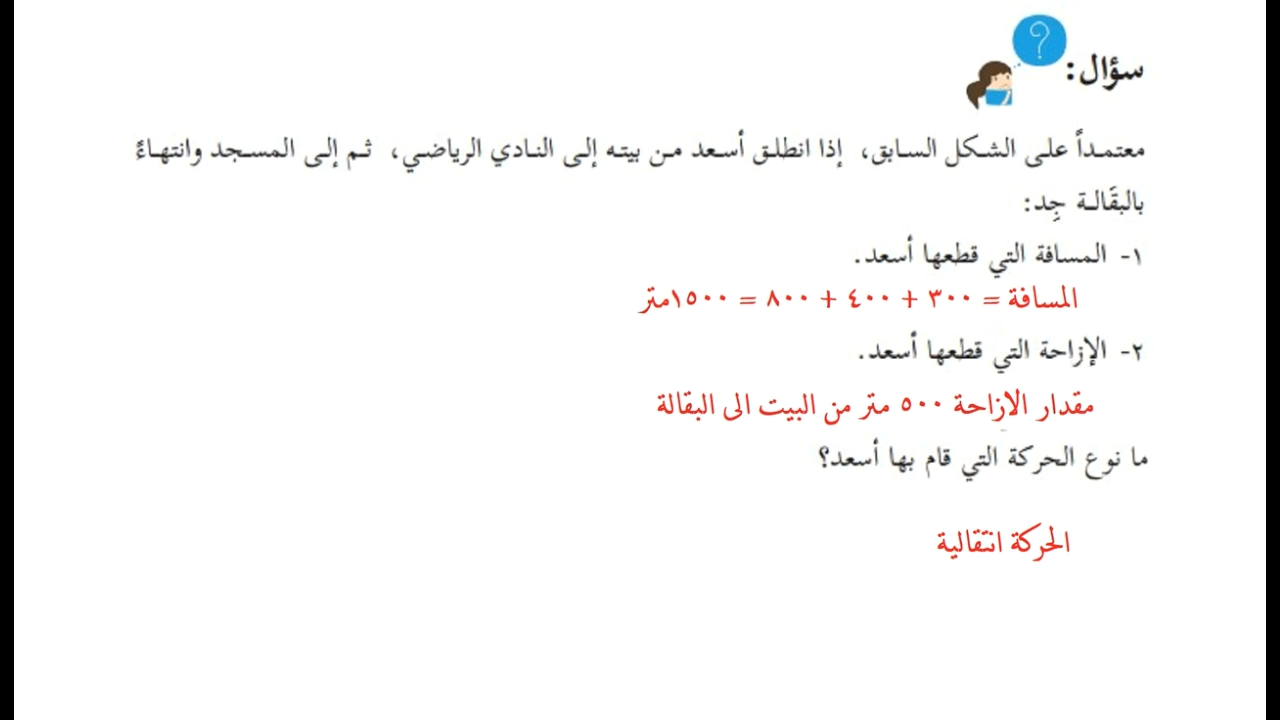 سؤال:
معتمداً على الشكل السابق، إذا انطلق أسعد من بيته إلى النادي الرياضي، ثم إلى المسجد وانتهاءً
بالبقَالة جِد:
١- المسافة التي قطعها أسعد.
المسافة = ٣٠٠ + ٤٠٠ + ٨٠٠ = ١٥٠٠متر
٢- الإزاحة التي قطعها أسعد.
مقدار الازاحة ٥٠٠ متر من البيت الى البقالة
ما نوع الحركة التي قام بها أسعد؟
الحركة انتقالية